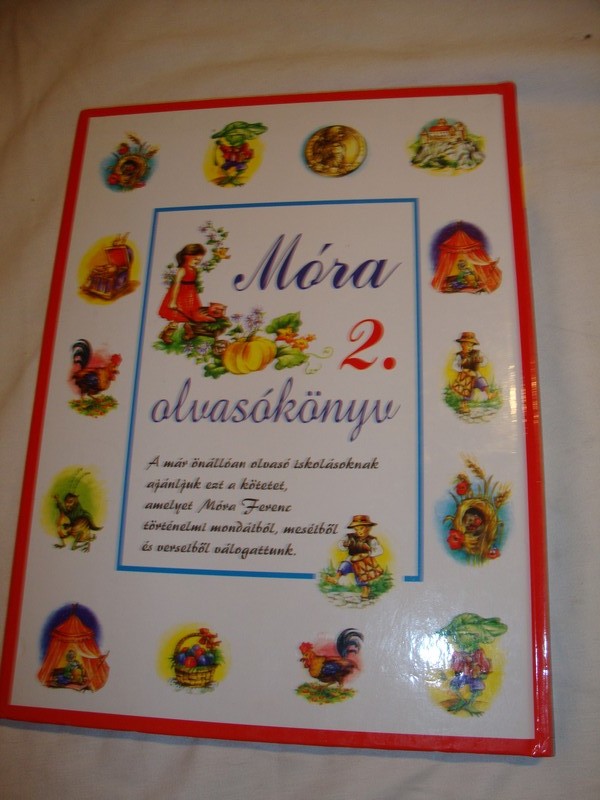 Móra
2.
olvasókönyv
A már önállóan olvasó iskolásoknak
ajánljuk ezt a kötetet,
amelyet Móra Ferenc
történelmi mondáiból, meséiből
és verseiből válogattunk.